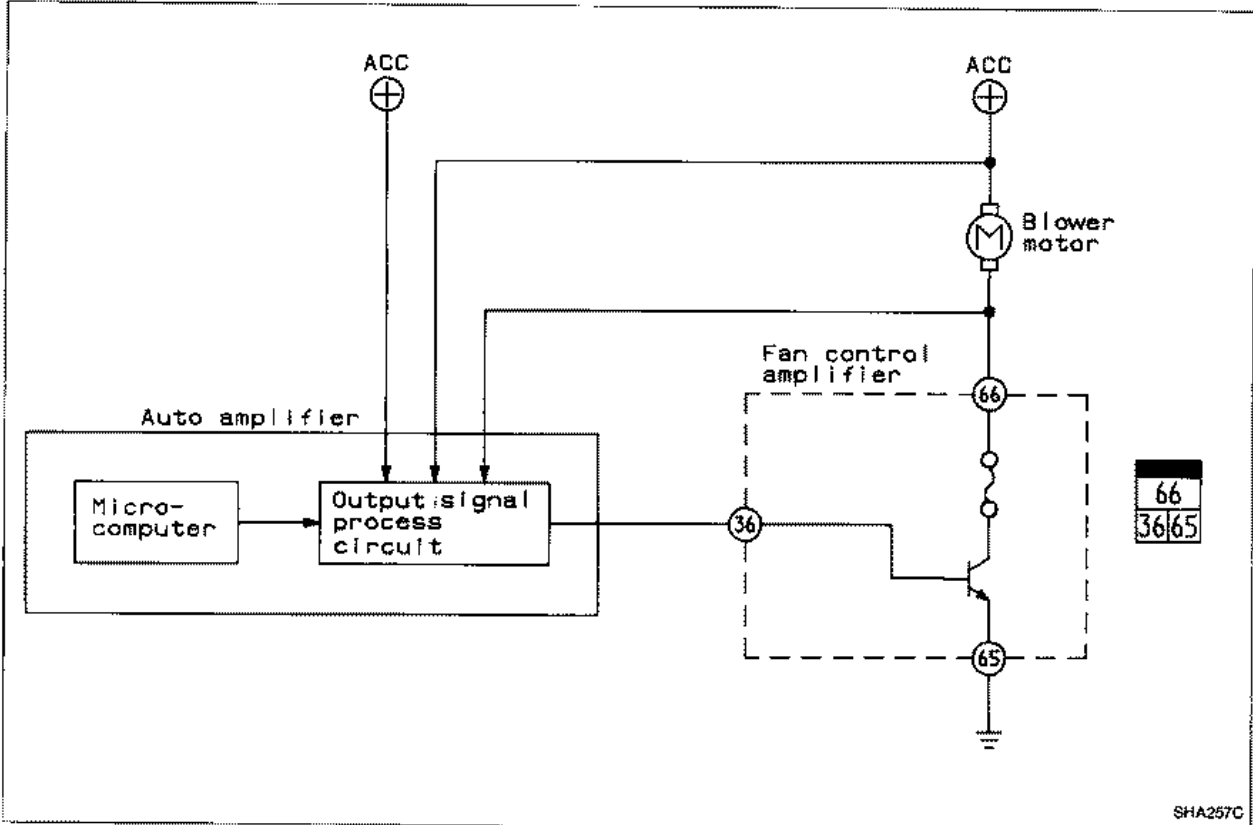 ACC
ACC
Blower
motor
Fan control
amplifier
66
Auto amplifier
Micro-
computer
Output signal
process
circuit
36
66
36 65
65
SHA257C